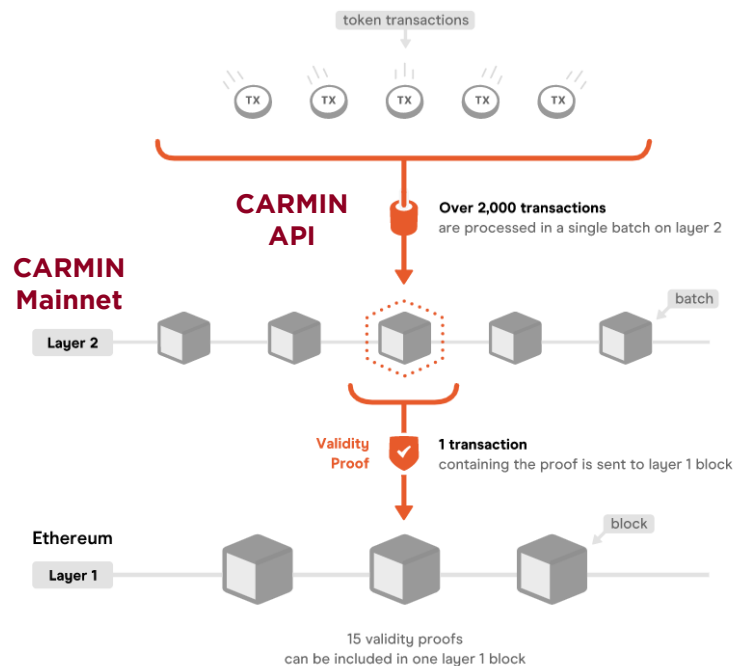 token transactions
TX TX TX TX TX
CARMIN
API
Over 2,000 transactions
are processed in a single batch on layer 2
CARMIN
Mainnet
batch
Layer 2
Validity
Proof
1 transaction
containing the proof is sent to layer 1 block
Ethereum
block
Layer 1
15 validity proofs
can be included in one layer 1 block